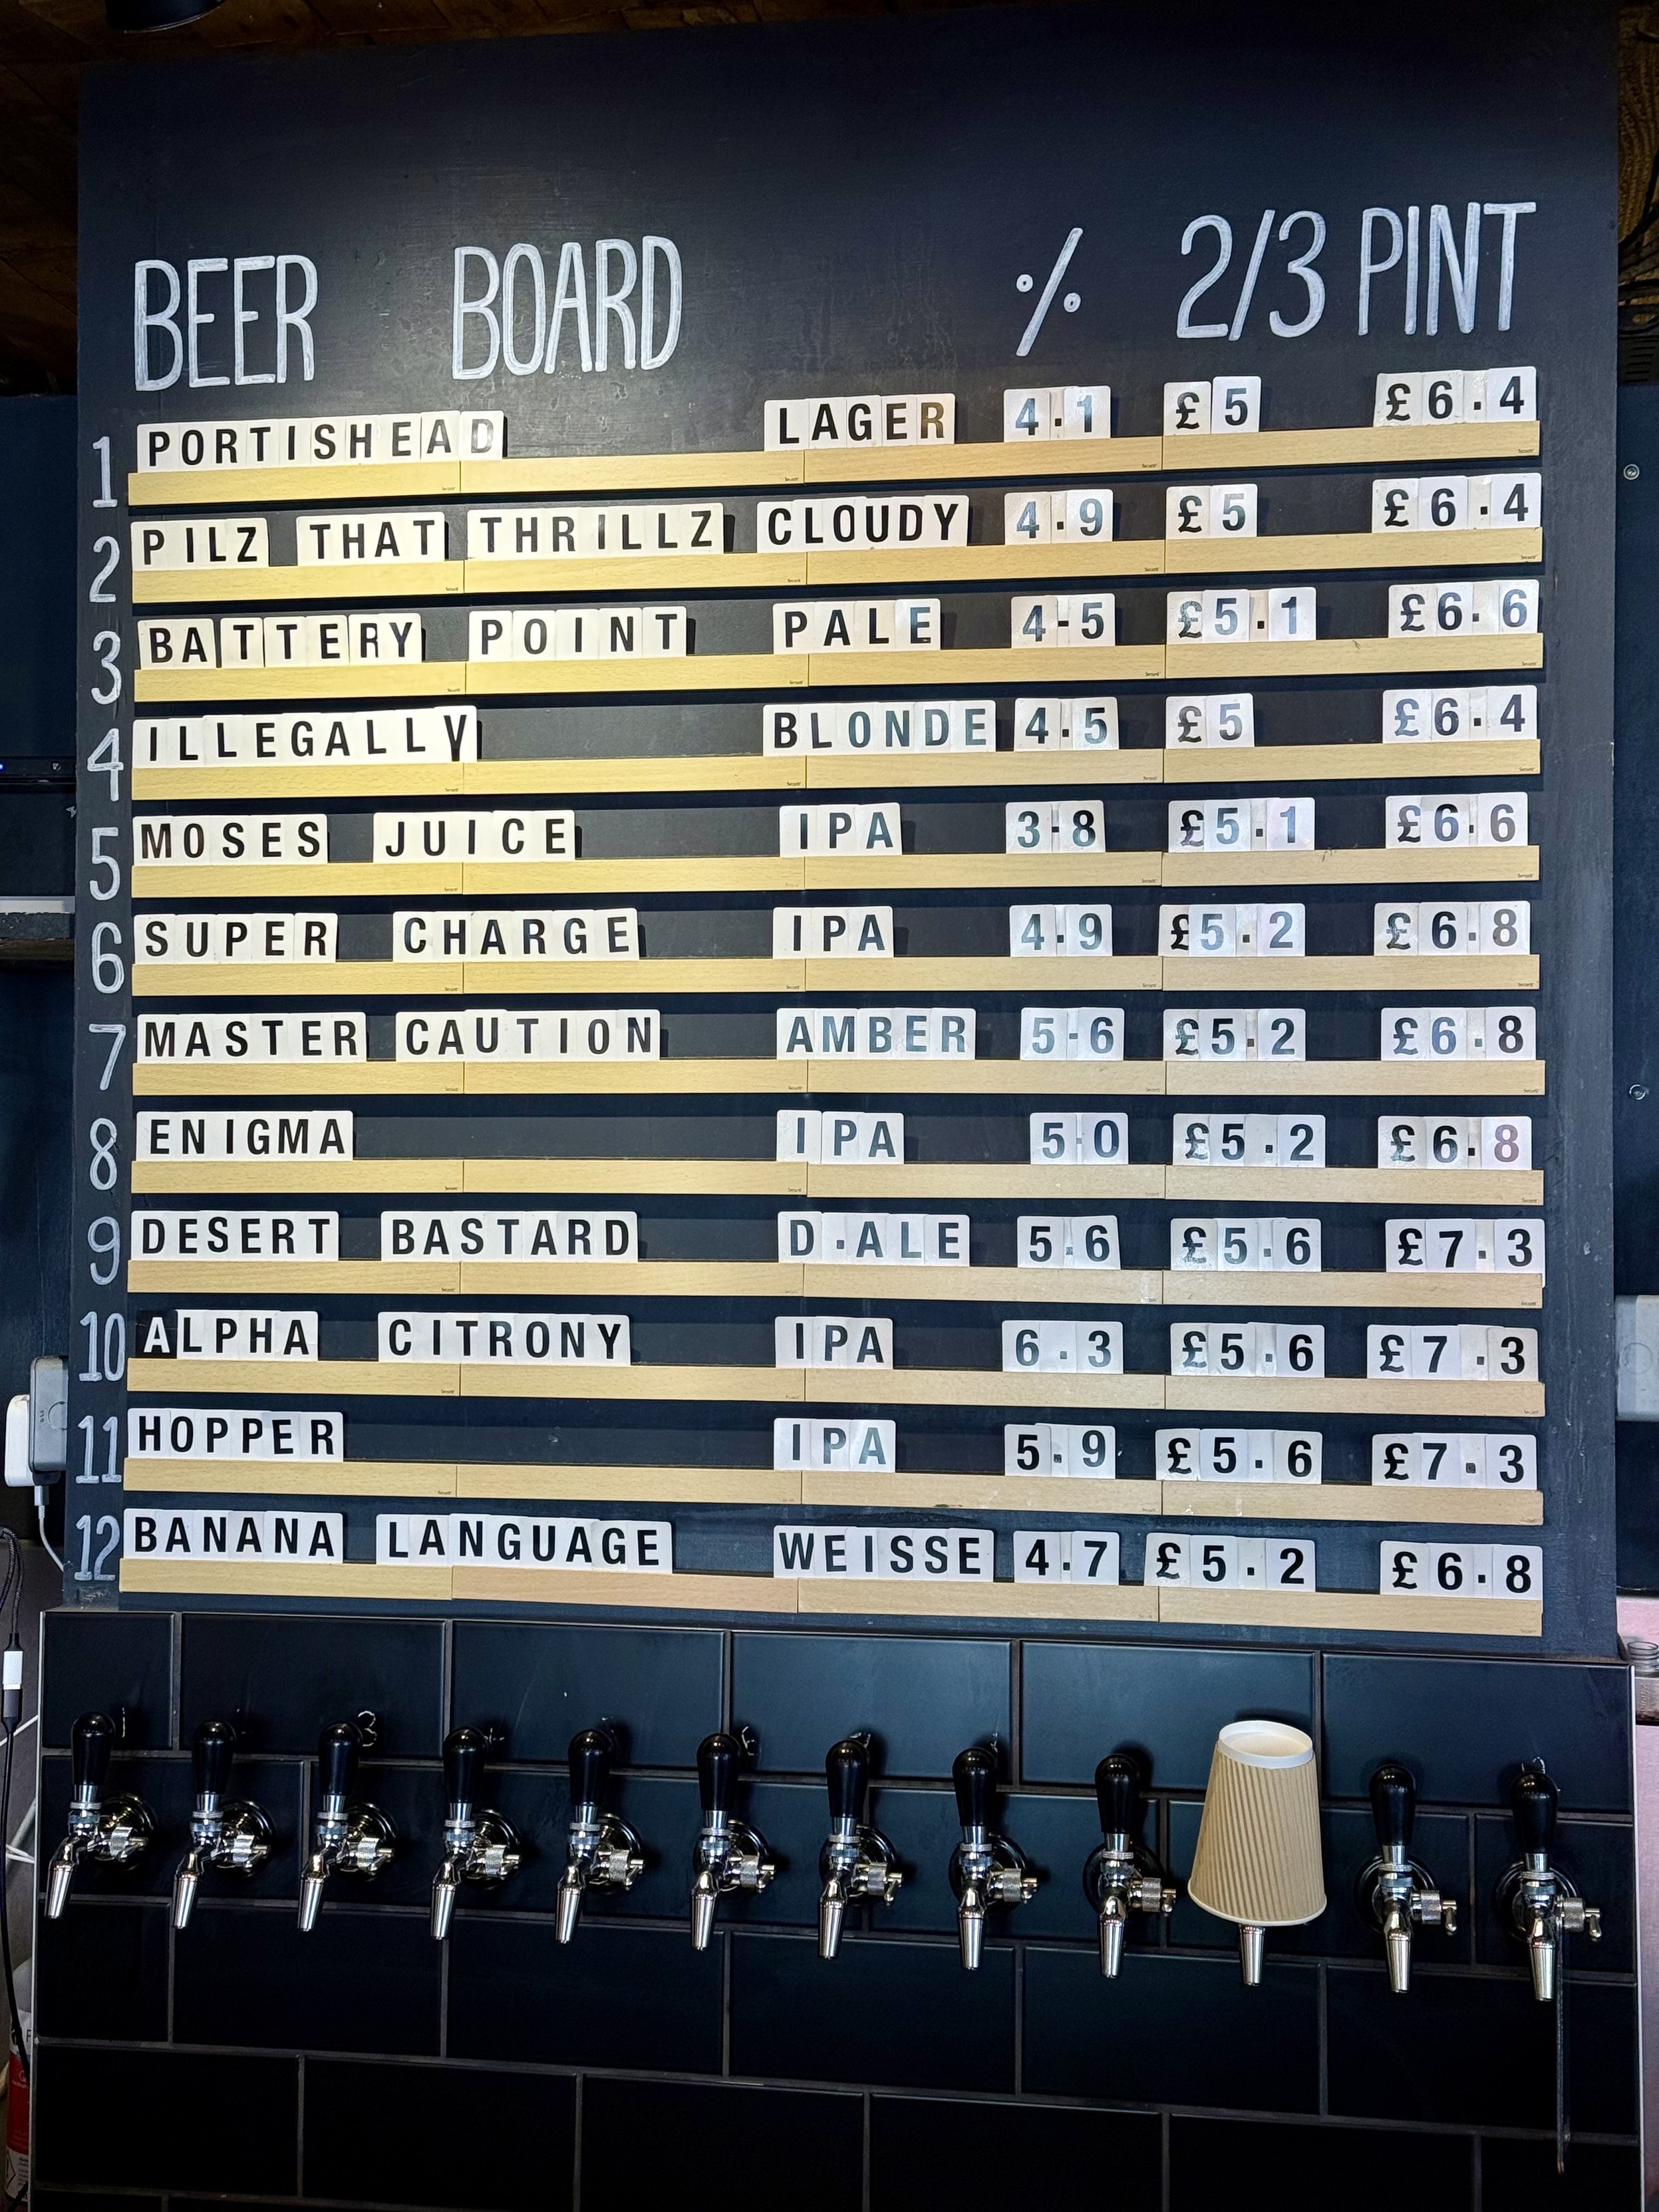 BEER BOARD % 2/3 PINT
1 PORTISHEAD LAGER 4.1 £5 £6.4
2 PILZ THAT THRILLZ CLOUDY 4.9 £5 £6.4
3 BATTERY POINT PALE 4-5 £5.1 £6.6
4 ILLEGALLY BLONDE 4.5 £5 £6.4
5 MOSES JUICE IPA 3-8 £5.1 £6.6
6 SUPER CHARGE IPA 4.9 £5.2 £6.8
7 MASTER CAUTION AMBER 5-6 £5.2 £6.8
8 ENIGMA IPA 5.0 £5.2 £6.8
9 DESERT BASTARD D.ALE 5.6 £5.6 £7.3
10 ALPHA CITRONY IPA 6.3 £5.6 £7.3
11 HOPPER IPA 5.9 £5.6 £7.3
12 BANANA LANGUAGE WEISSE 4.7 £5.2 £6.8
3